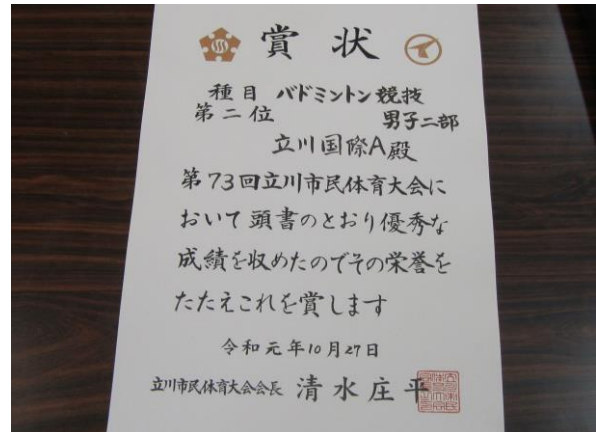 賞状
種目 バドミントン競技
第二位 男子二部
立川国際A殿
第73回立川市民体育大会に
おいて頭書のとおり優秀な
成績を収めたのでその栄誉を
たたえこれを賞します
令和元年10月27日
立川市民体育大会会長 清水庄平